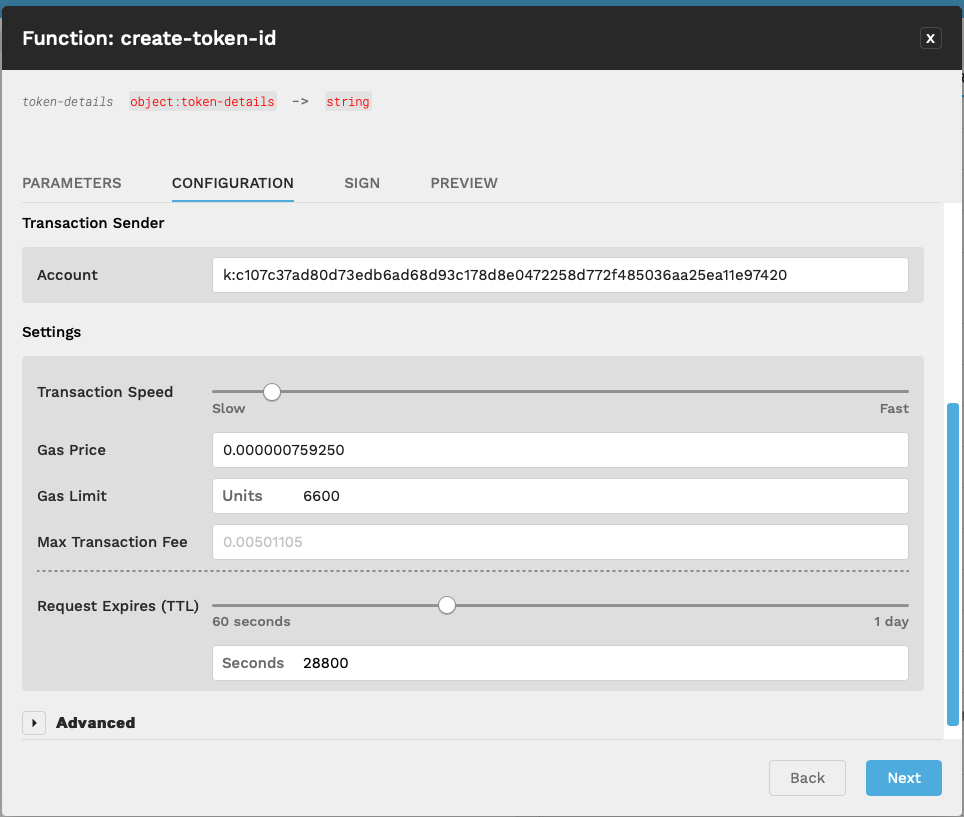 Function: create-token-id
X
token-details object:token-details -> string
PARAMETERS CONFIGURATION SIGN PREVIEW
Transaction Sender
Account k:c107c37ad80d73edb6ad68d93c178d8e0472258d772f485036aa25ea11e97420
Settings
Transaction Speed
Slow Fast
Gas Price 0.000000759250
Gas Limit Units 6600
Max Transaction Fee 0.00501105
Request Expires (TTL)
60 seconds 1 day
Seconds 28800
Advanced
Back Next